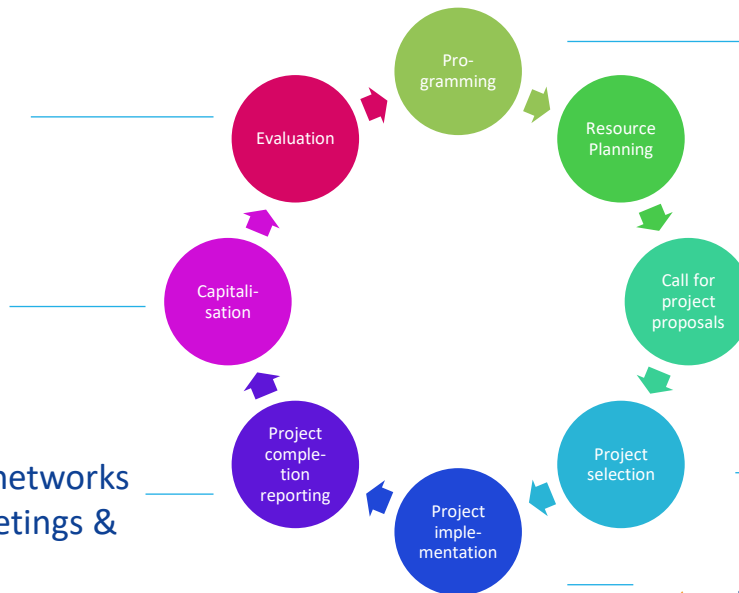 Pro-
gramming
Resource
Planning
Call for
project
proposals
Project
selection
Project
imple-
mentation
Project
comple-
tion
reporting
Capitali-
sation
Evaluation
networks
etings &